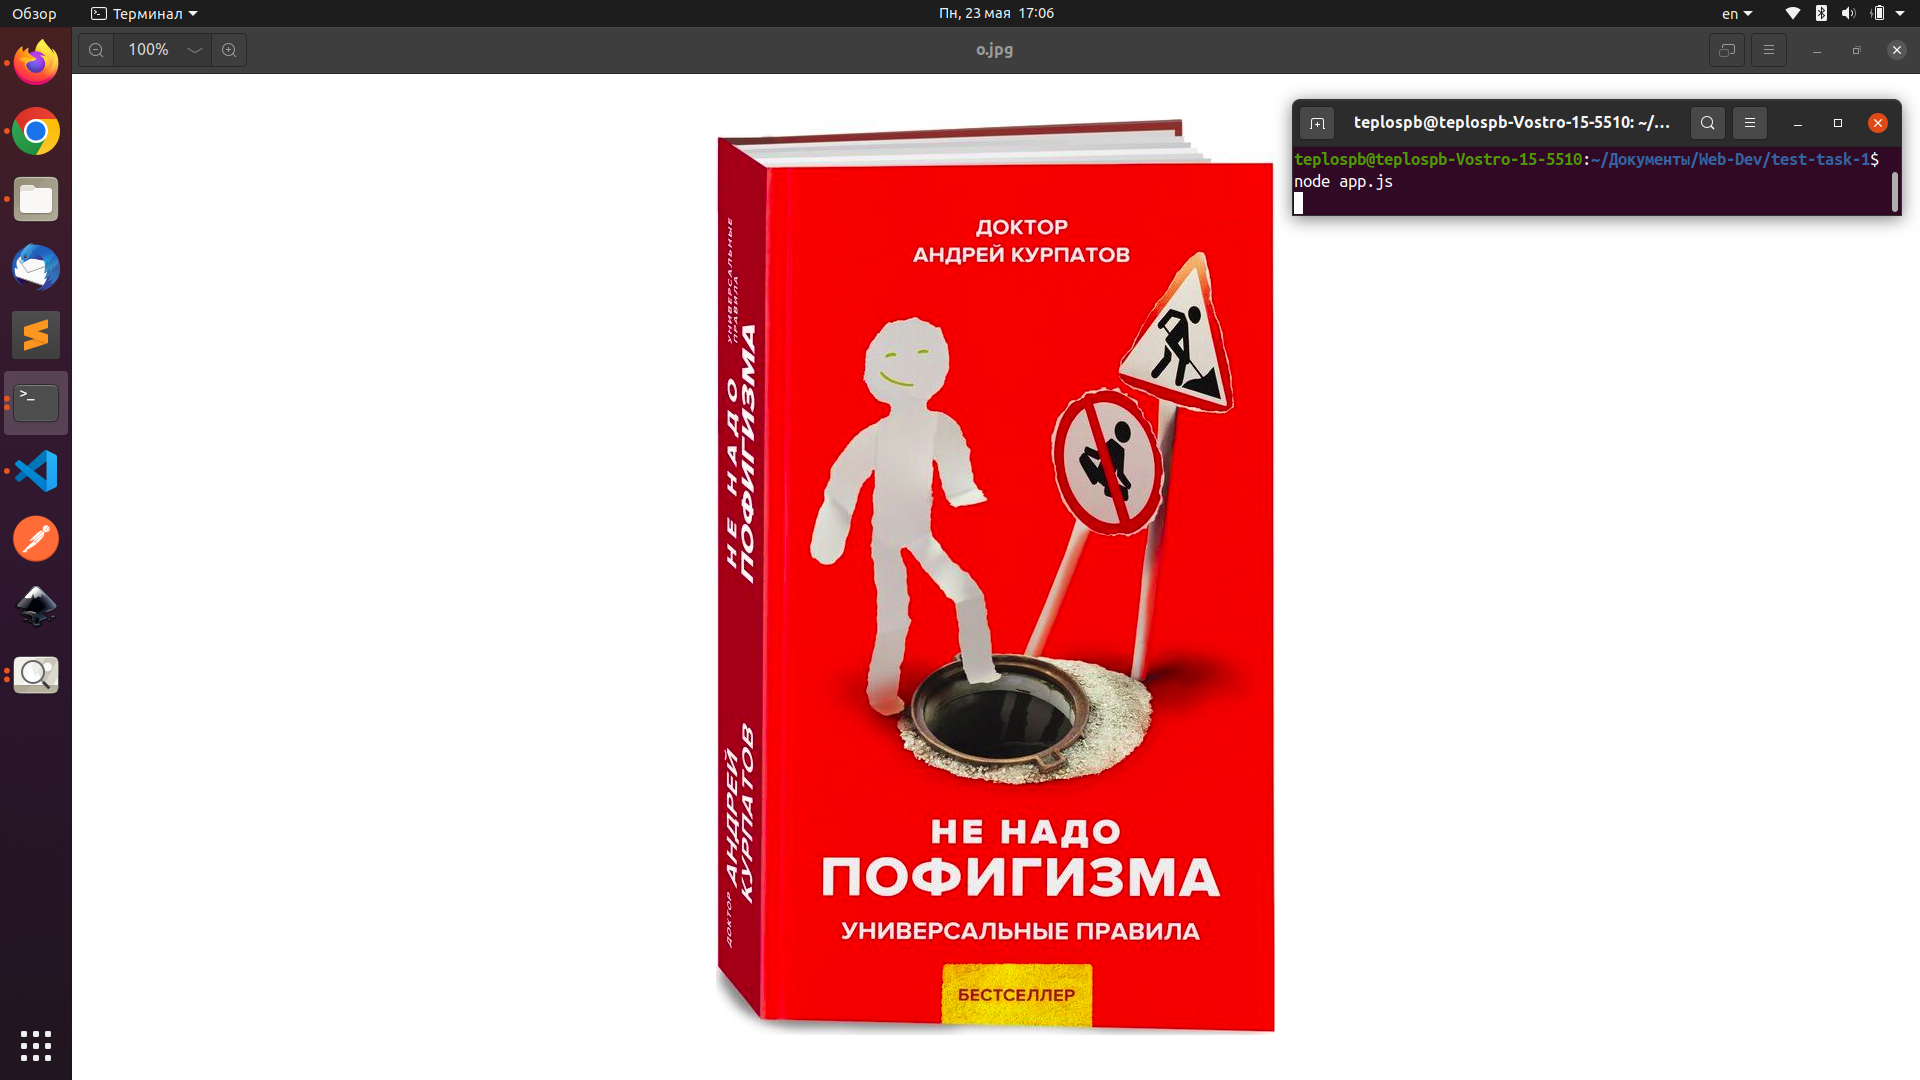 Обзор
Терминал
Пн, 23 мая 17:06
en
100%
o.jpg
teplospb@teplospb-Vostro-15-5510: ~/…
teplospb@teplospb-Vostro-15-5510:~/Документы/Web-Dev/test-task-1$
node app.js
ДОКТОР
АНДРЕЙ КУРПАТОВ
НЕ НАДО
ПОФИГИЗМА
УНИВЕРСАЛЬНЫЕ ПРАВИЛА
БЕСТСЕЛЛЕР
УНИВЕРСАЛЬНЫЕ
ПРАВИЛА
НЕ НАДО
ПОФИГИЗМА
ДОКТОР
АНДРЕЙ
КУРПАТОВ